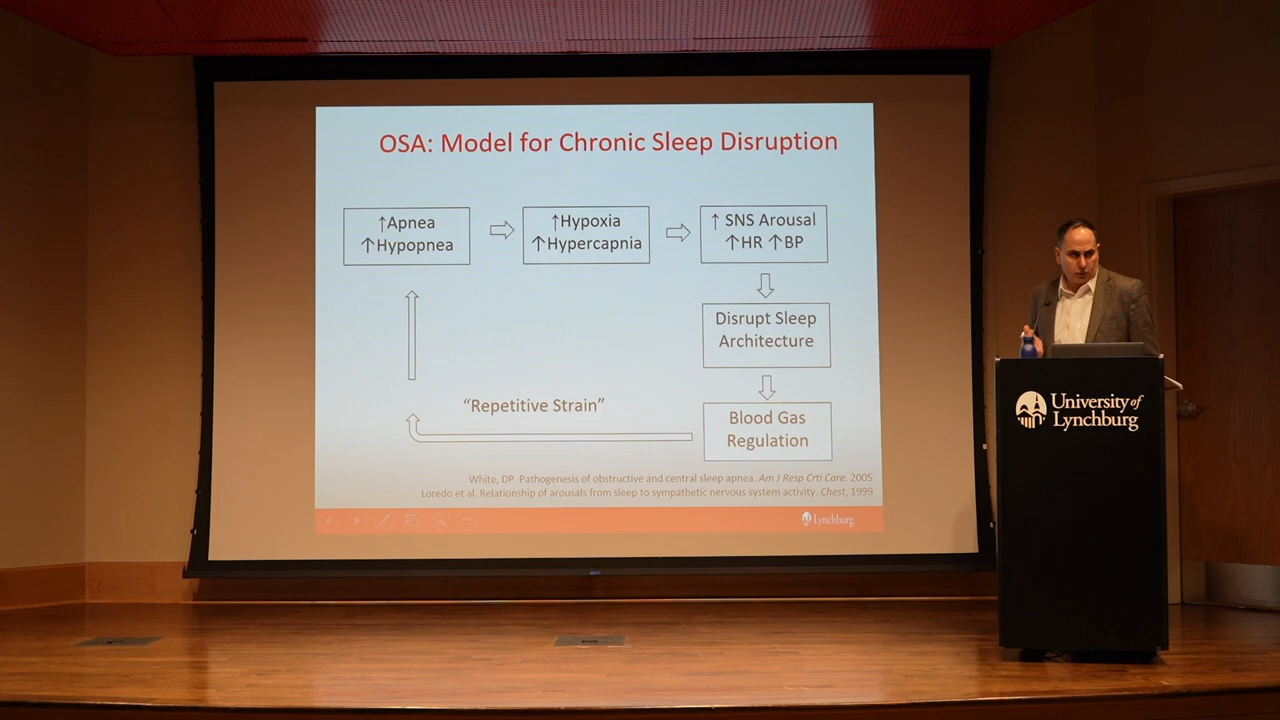 OSA: Model for Chronic Sleep Disruption
↑Apnea
↑Hypopnea
↑Hypoxia
↑Hypercapnia
↑ SNS Arousal
↑HR ↑BP
Disrupt Sleep
Architecture
"Repetitive Strain"
Blood Gas
Regulation
White, DP. Pathogenesis of obstructive and central sleep apnea. Am J Resp Crti Care. 2005
Loredo et al. Relationship of arousals from sleep to sympathetic nervous system activity. Chest, 1999
Lynchburg
University of
Lynchburg